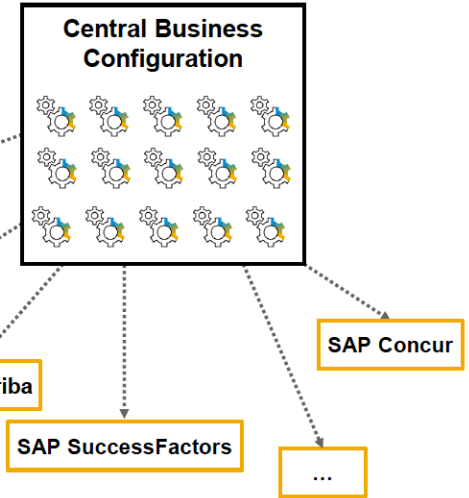 Central Business
Configuration
SAP Concur
iba
SAP SuccessFactors
...